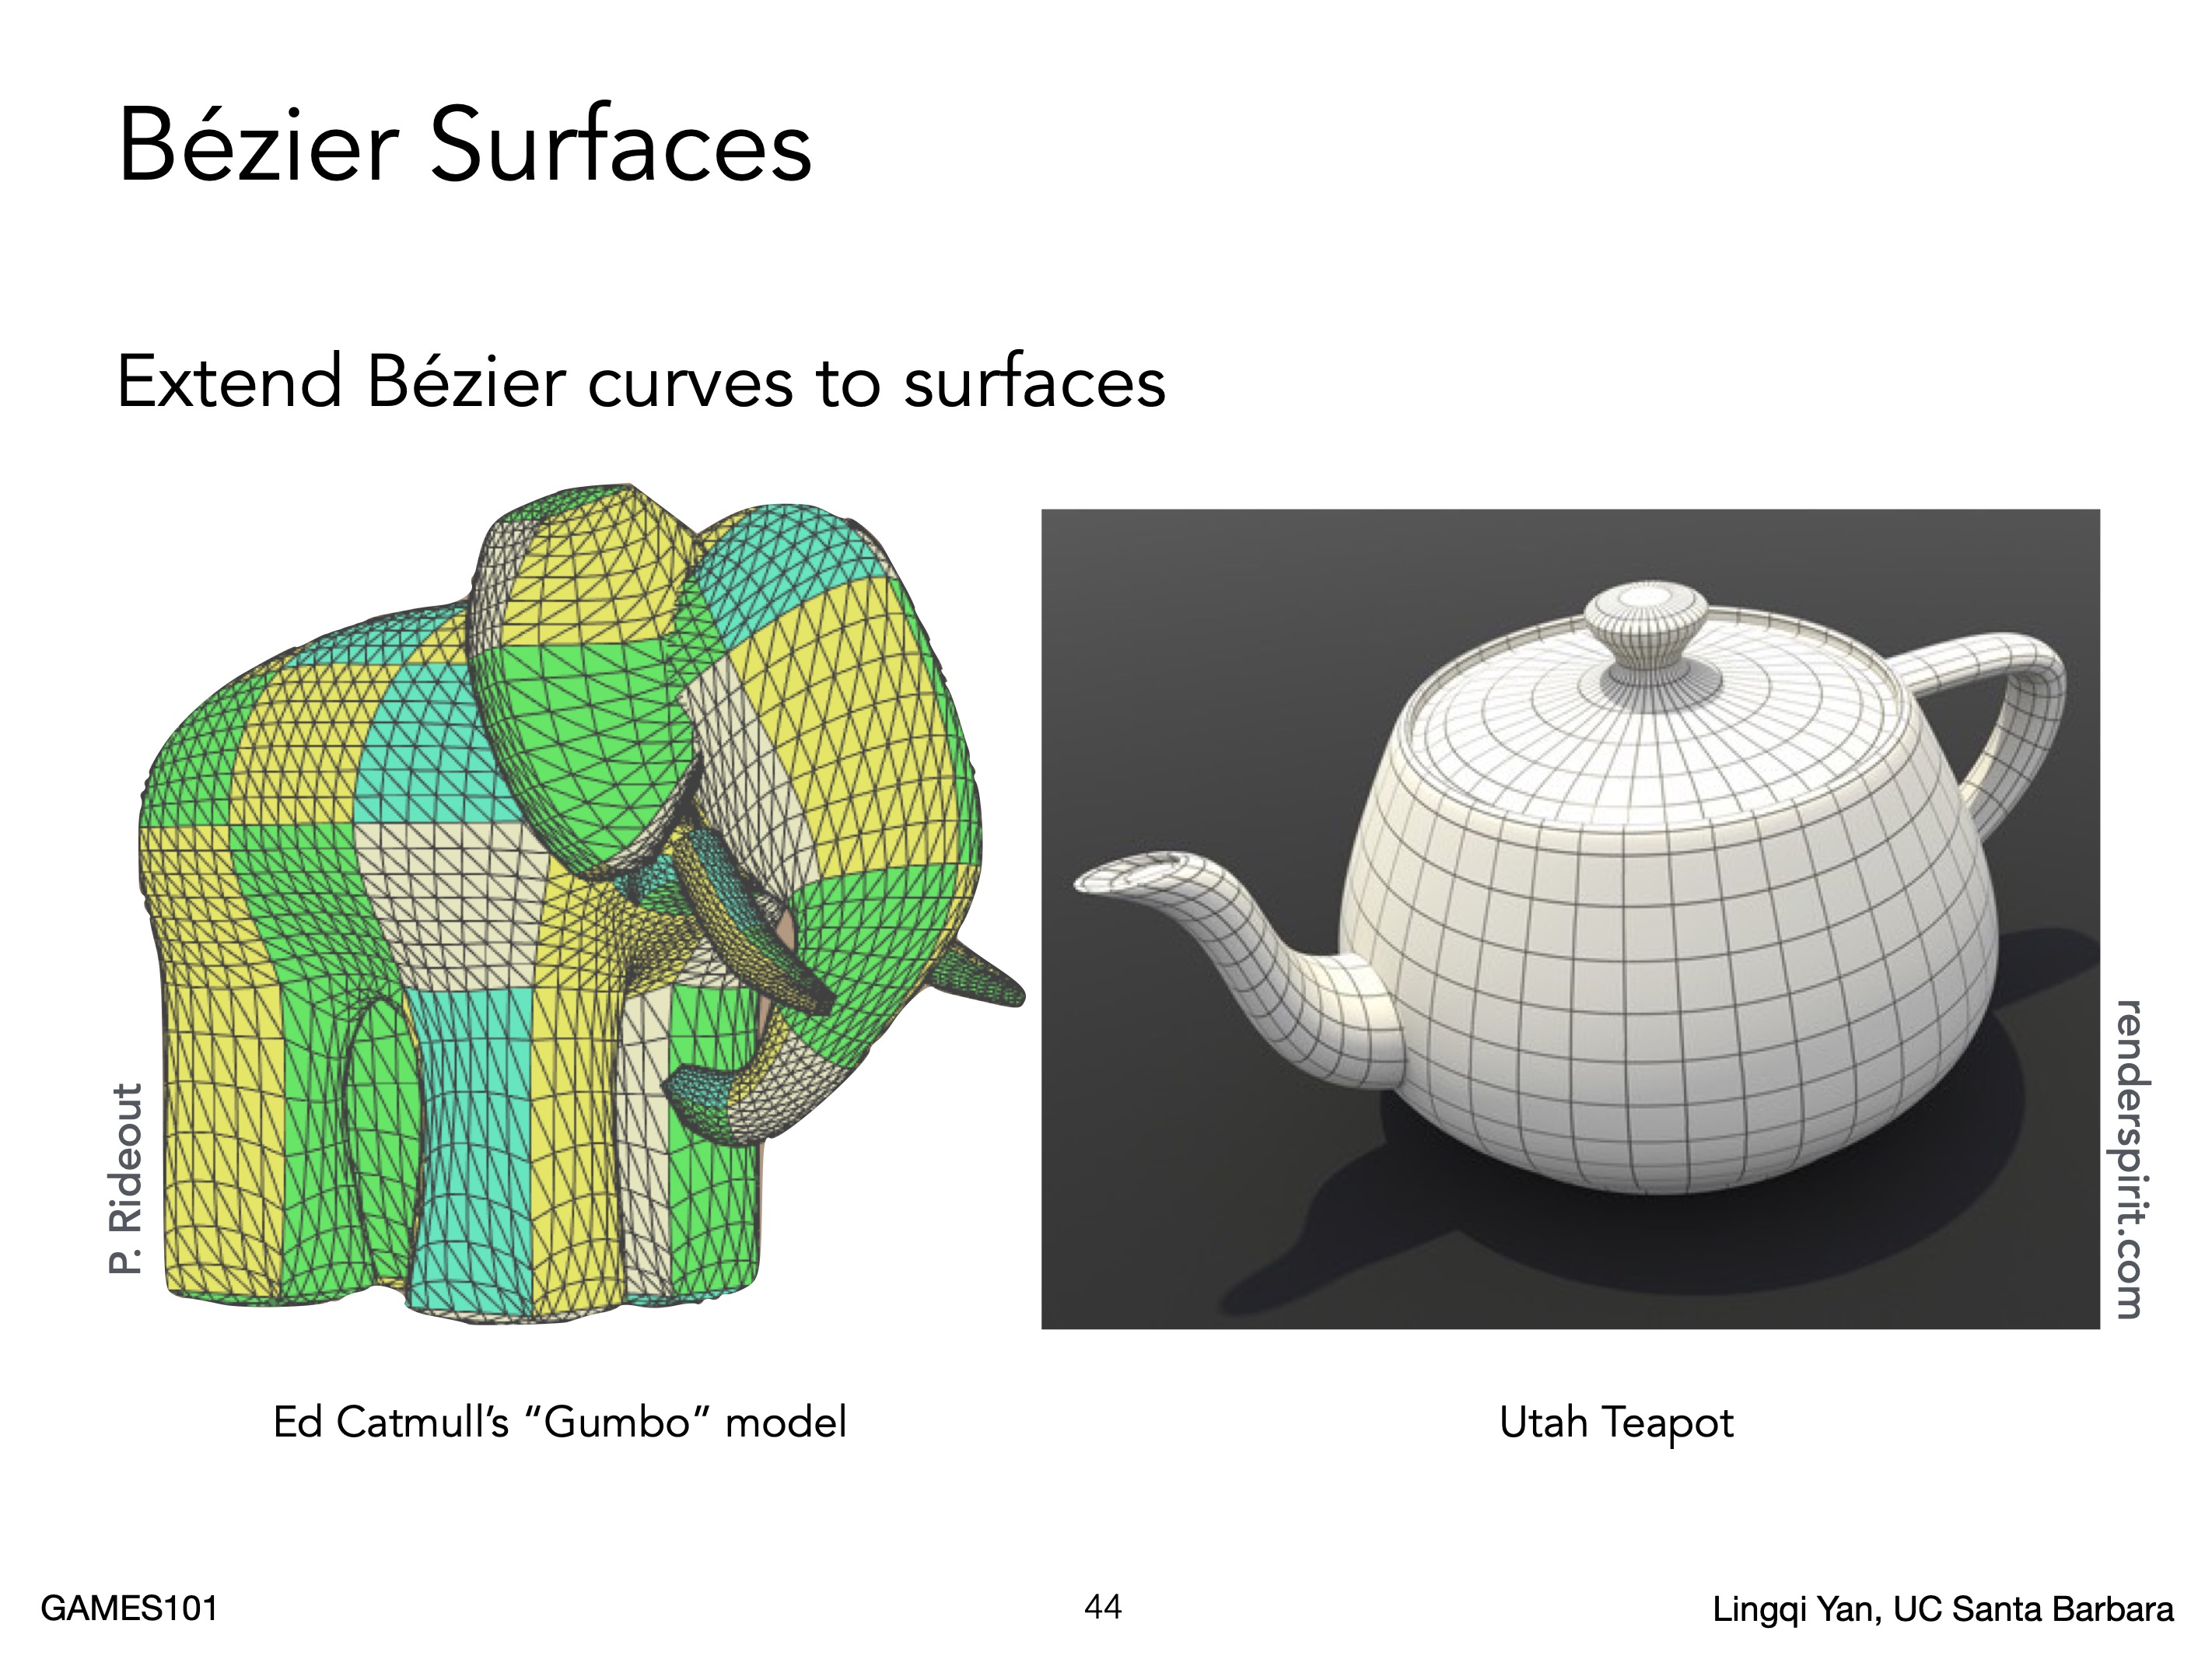 Bézier Surfaces
Extend Bézier curves to surfaces
P. Rideout
renderspirit.com
Ed Catmull’s “Gumbo” model
Utah Teapot
GAMES101
44
Lingqi Yan, UC Santa Barbara